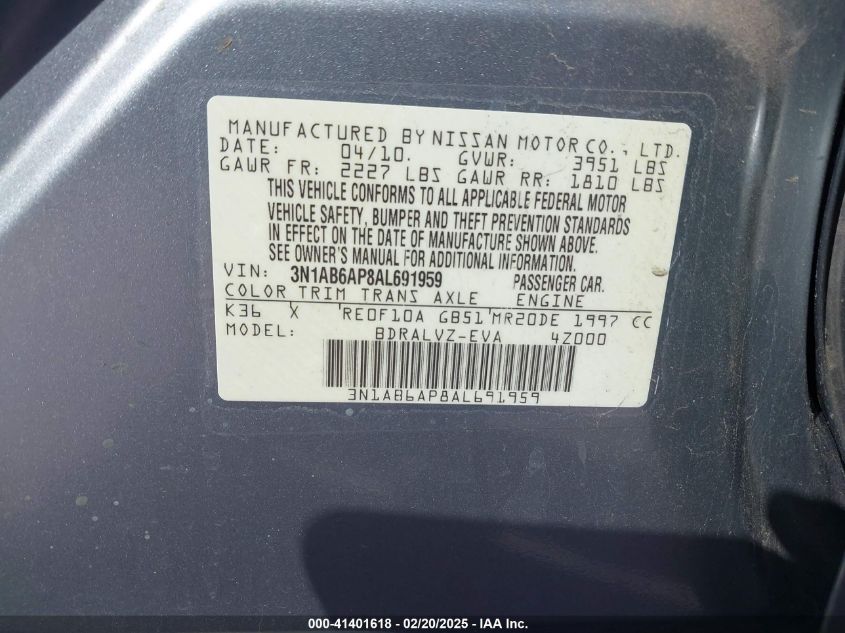 MANUFACTURED BY NISSAN MOTOR CO., LTD.
DATE: 04/10. GVWR: 3951 LBS
GAWR FR: 2227 LBS GAWR RR: 1810 LBS
THIS VEHICLE CONFORMS TO ALL APPLICABLE FEDERAL MOTOR
VEHICLE SAFETY, BUMPER AND THEFT PREVENTION STANDARDS
IN EFFECT ON THE DATE OF MANUFACTURE SHOWN ABOVE.
SEE OWNER'S MANUAL FOR ADDITIONAL INFORMATION.
VIN: 3N1AB6AP8AL691959 PASSENGER CAR.
COLOR TRIM TRANS AXLE ENGINE
K36 X RE0F10A GB51 MR20DE 1997 CC
MODEL: BDRALVZ-EVA 4Z000
3N1AB6AP8AL691959
000-41401618 - 02/20/2025 - IAA Inc.